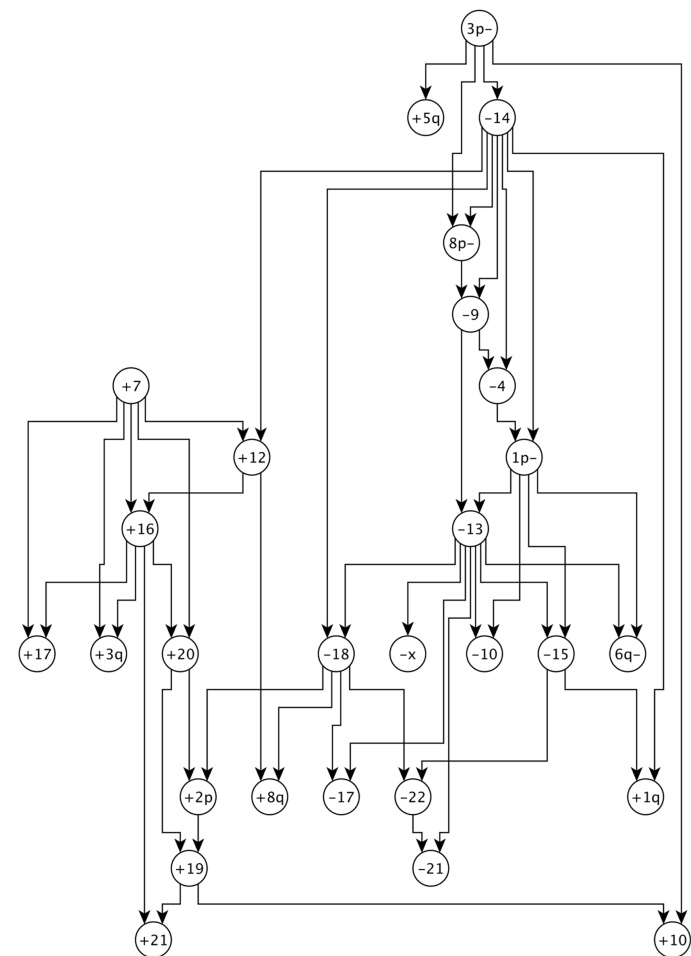 3p-
+5q
-14
8p-
-9
-4
+7
+12
1p-
+16
-13
+17
+3q
+20
-18
-x
-10
-15
6q-
+2p
+8q
-17
-22
+1q
+19
-21
+21
+10